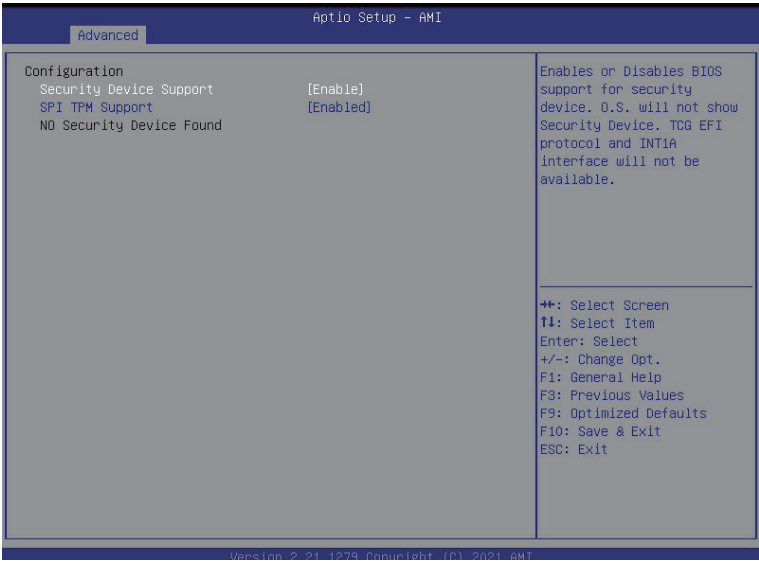 Aptio Setup – AMI
Advanced
Configuration
Security Device Support [Enable]
SPI TPM Support [Enabled]
NO Security Device Found
Enables or Disables BIOS
support for security
device. O.S. will not show
Security Device. TCG EFI
protocol and INT1A
interface will not be
available.
→←: Select Screen
↑↓: Select Item
Enter: Select
+/-: Change Opt.
F1: General Help
F3: Previous Values
F9: Optimized Defaults
F10: Save & Exit
ESC: Exit
Version 2.21.1279 Copyright (C) 2021 AMI